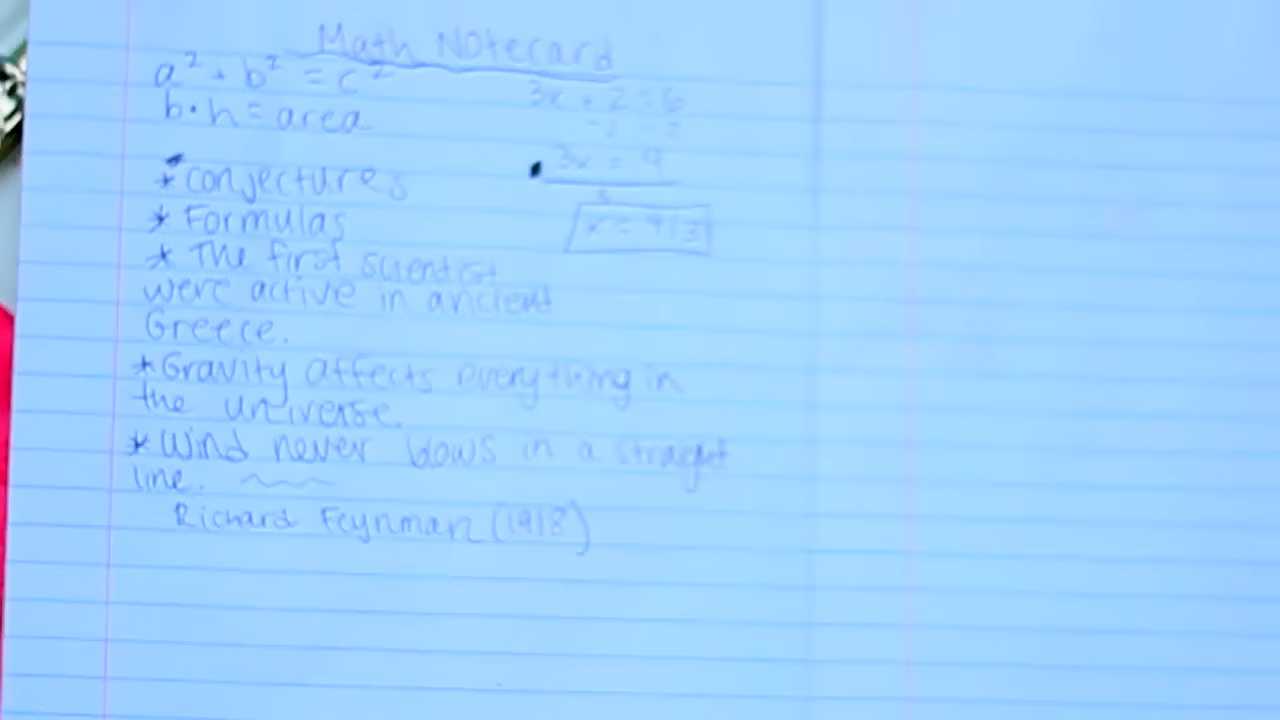 Math Notecard
a² + b² = c²
b·h = area
3x + 2 = 6
-2 -2
3x = 4
3
x = 4/3
* conjectures
* Formulas
* The first scientist
were active in ancient
Greece.
* Gravity affects everything in
the universe.
* Wind never blows in a straight
line.
Richard Feynman (1918)